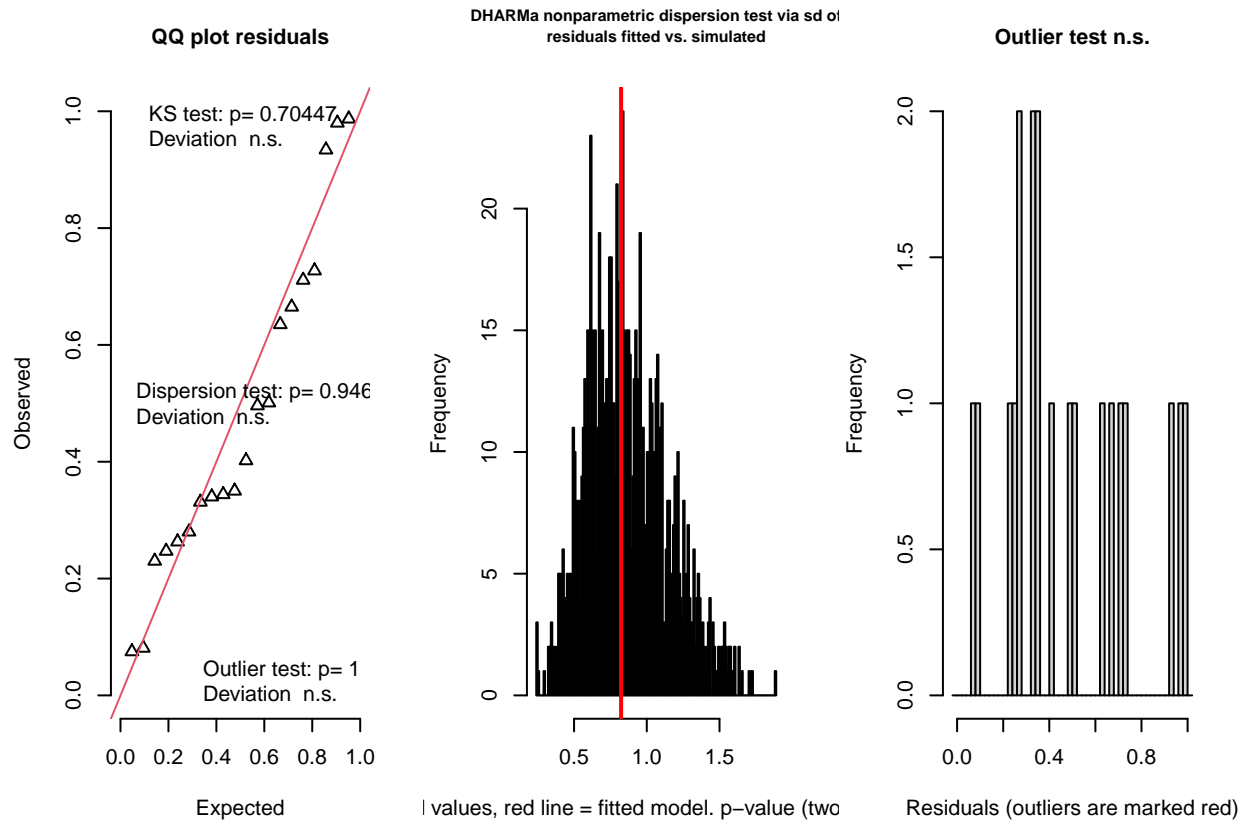 QQ plot residuals
KS test: p= 0.70447
Deviation  n.s.
Dispersion test: p= 0.946
Deviation  n.s.
Outlier test: p= 1
Deviation  n.s.
Observed
0.0 0.2 0.4 0.6 0.8 1.0
0.0 0.2 0.4 0.6 0.8 1.0
Expected
DHARMa nonparametric dispersion test via sd of
residuals fitted vs. simulated
Frequency
0 5 10 15 20
0.5 1.0 1.5
values, red line = fitted model. p−value (two
Outlier test n.s.
Frequency
0.0 0.5 1.0 1.5 2.0
0.0 0.4 0.8
Residuals (outliers are marked red)